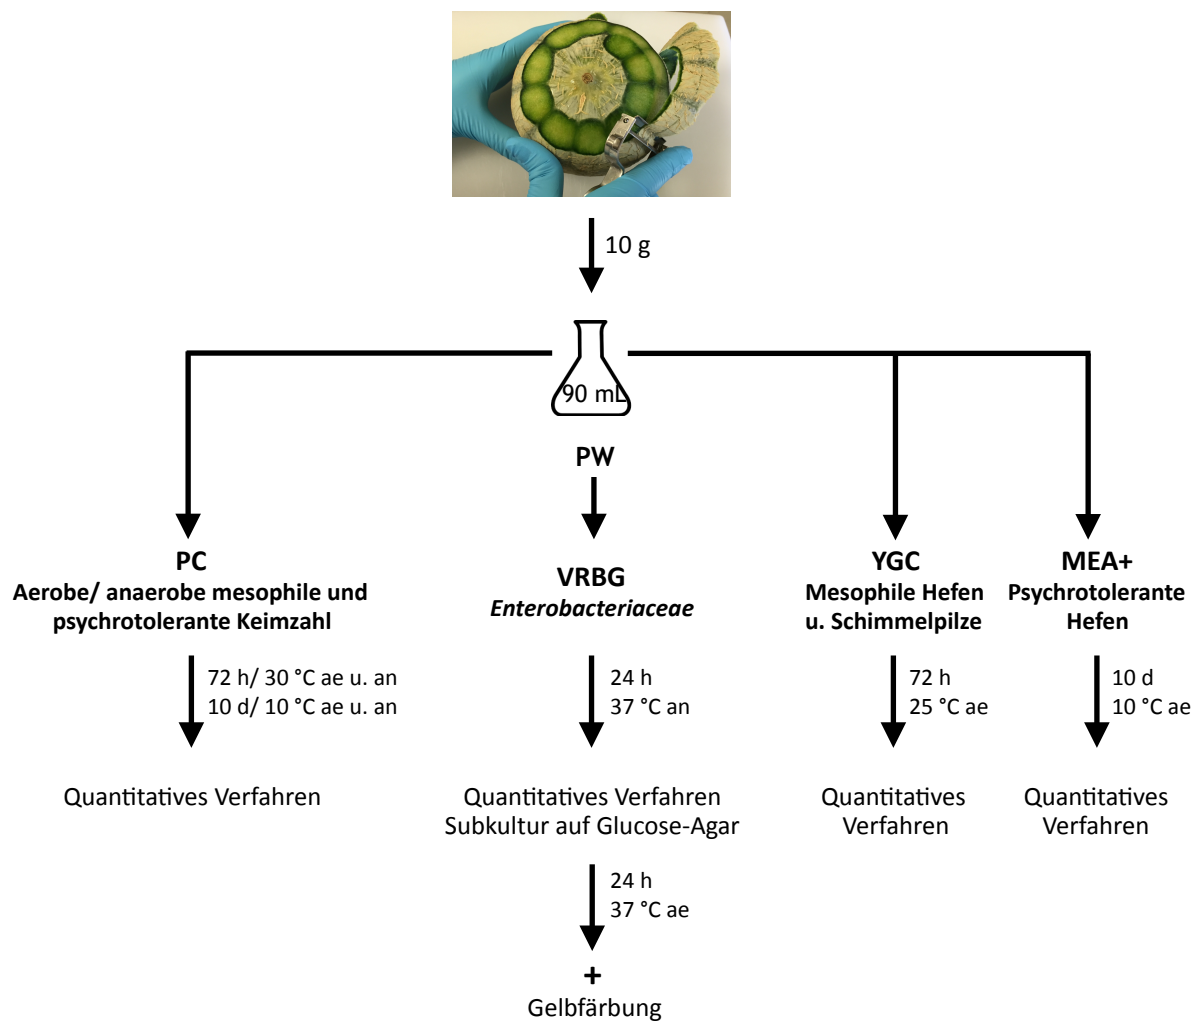 10 g
90 mL
PW
PC
Aerobe/ anaerobe mesophile und
psychrotolerante Keimzahl
72 h/ 30 °C ae u. an
10 d/ 10 °C ae u. an
Quantitatives Verfahren
VRBG
Enterobacteriaceae
24 h
37 °C an
Quantitatives Verfahren
Subkultur auf Glucose-Agar
24 h
37 °C ae
+
Gelbfärbung
YGC
Mesophile Hefen
u. Schimmelpilze
72 h
25 °C ae
Quantitatives
Verfahren
MEA+
Psychrotolerante
Hefen
10 d
10 °C ae
Quantitatives
Verfahren